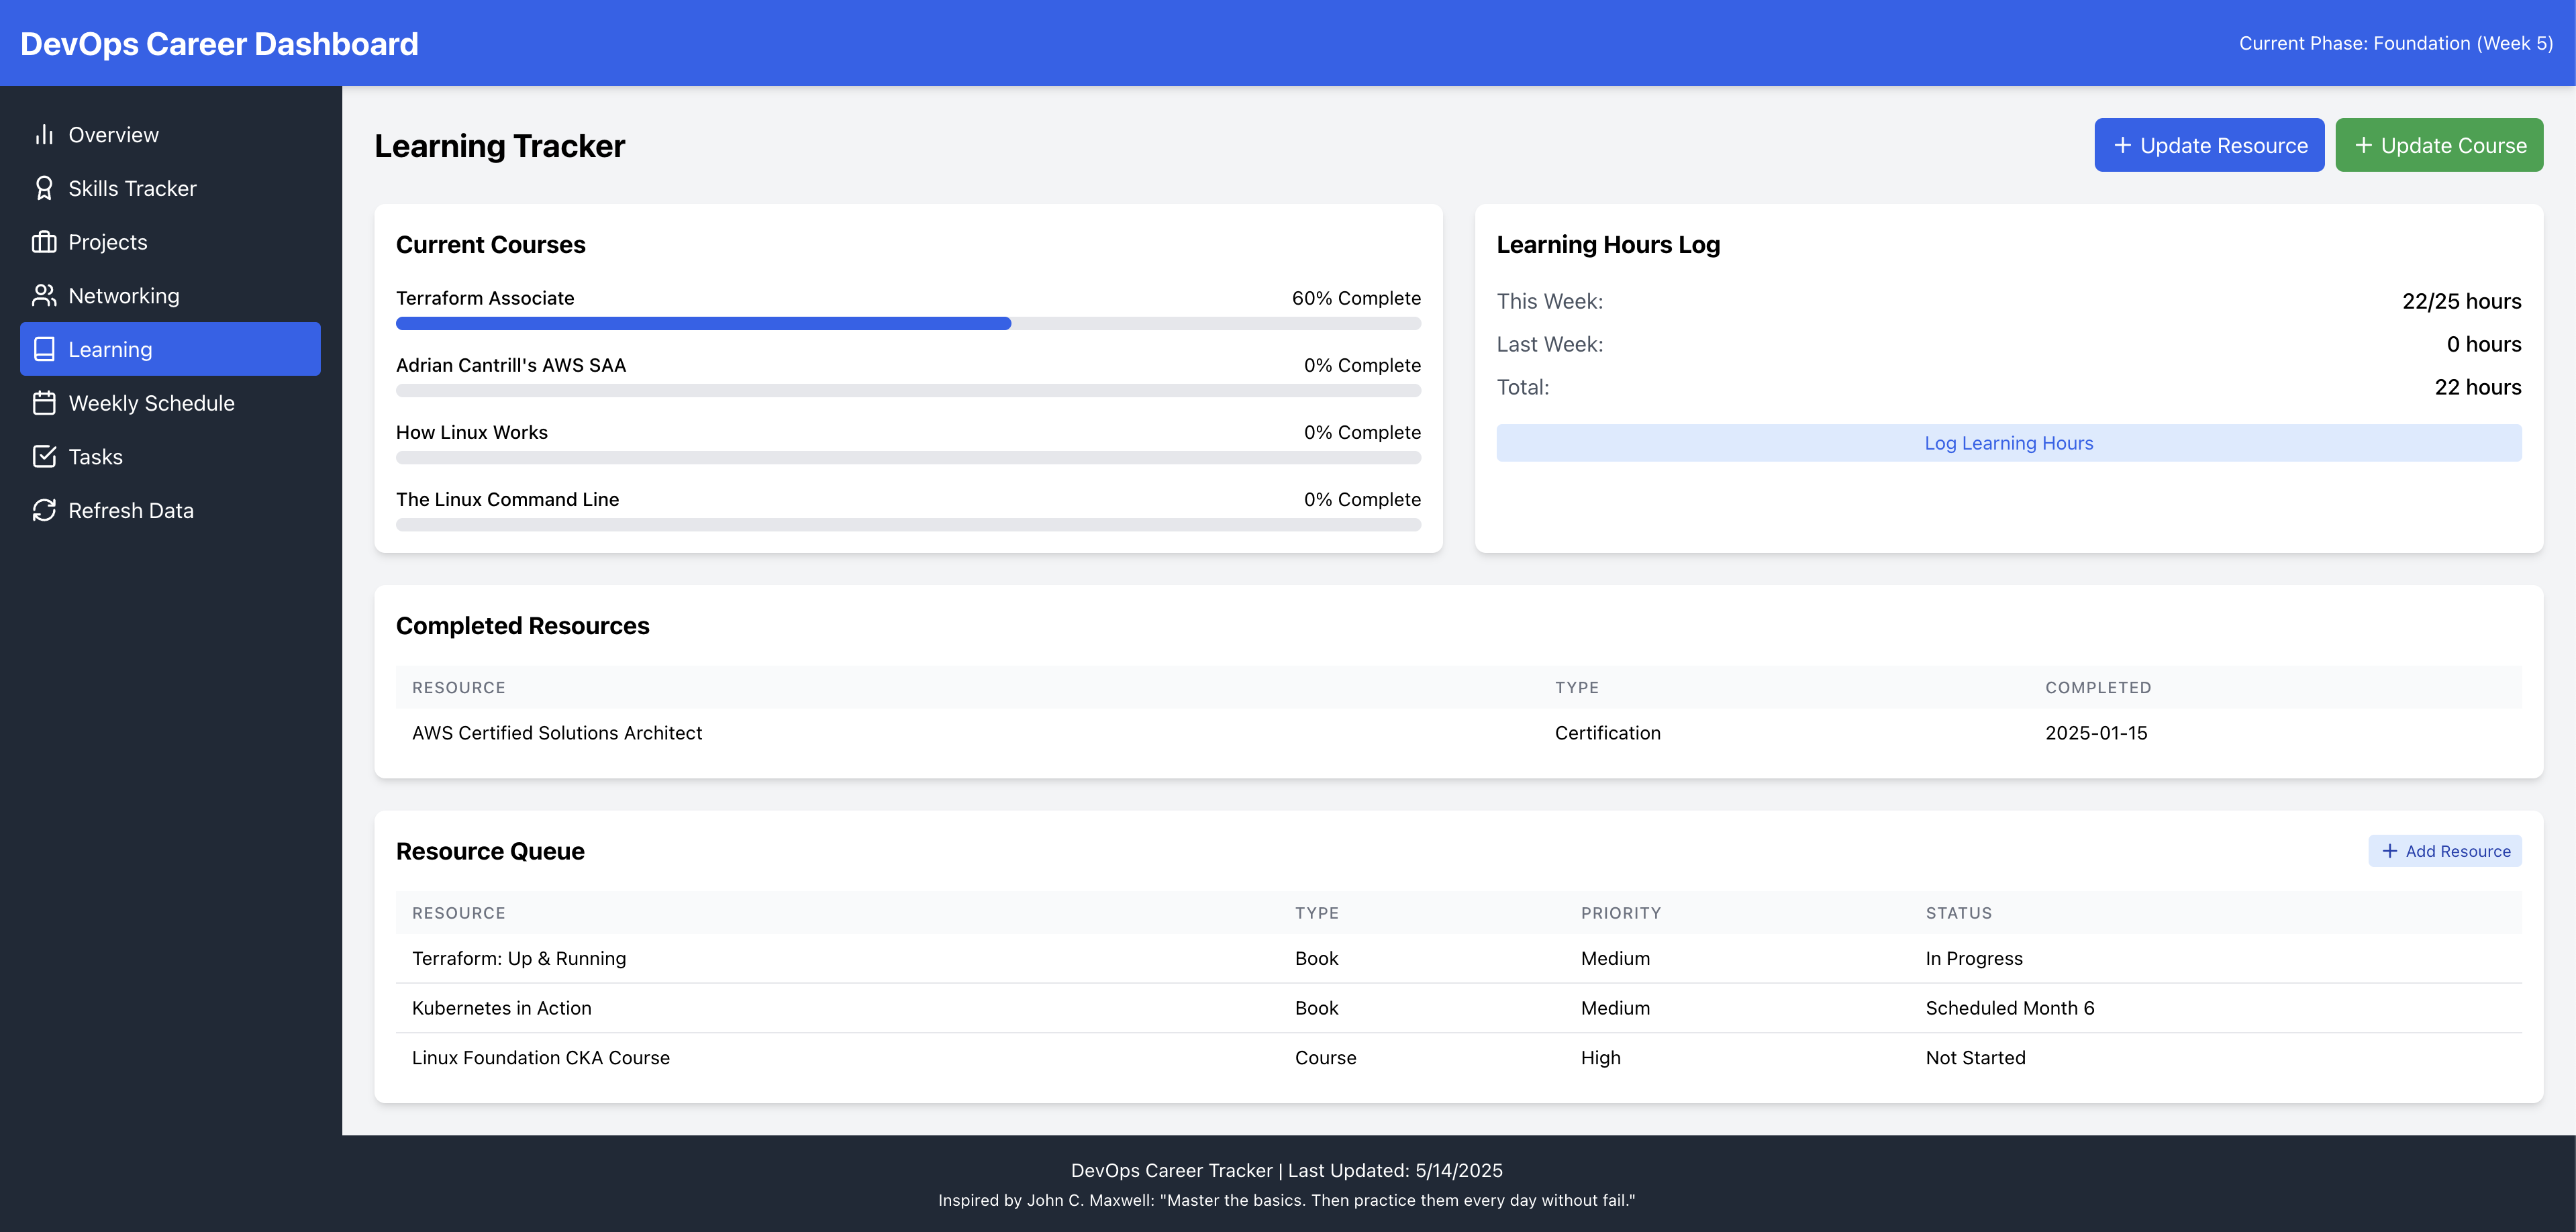 DevOps Career Dashboard
Current Phase: Foundation (Week 5)
Overview
Skills Tracker
Projects
Networking
Learning
Weekly Schedule
Tasks
Refresh Data
Learning Tracker
+ Update Resource
+ Update Course
Current Courses
Terraform Associate 60% Complete
Adrian Cantrill's AWS SAA 0% Complete
How Linux Works 0% Complete
The Linux Command Line 0% Complete
Learning Hours Log
This Week: 22/25 hours
Last Week: 0 hours
Total: 22 hours
Log Learning Hours
Completed Resources
RESOURCE TYPE COMPLETED
AWS Certified Solutions Architect Certification 2025-01-15
Resource Queue
+ Add Resource
RESOURCE TYPE PRIORITY STATUS
Terraform: Up & Running Book Medium In Progress
Kubernetes in Action Book Medium Scheduled Month 6
Linux Foundation CKA Course Course High Not Started
DevOps Career Tracker | Last Updated: 5/14/2025
Inspired by John C. Maxwell: "Master the basics. Then practice them every day without fail."